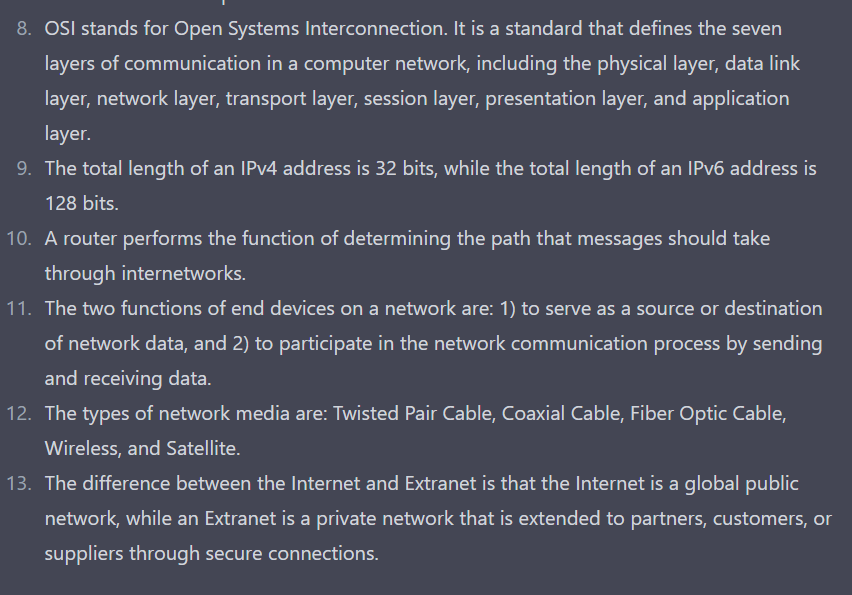 8. OSI stands for Open Systems Interconnection. It is a standard that defines the seven
layers of communication in a computer network, including the physical layer, data link
layer, network layer, transport layer, session layer, presentation layer, and application
layer.
9. The total length of an IPv4 address is 32 bits, while the total length of an IPv6 address is
128 bits.
10. A router performs the function of determining the path that messages should take
through internetworks.
11. The two functions of end devices on a network are: 1) to serve as a source or destination
of network data, and 2) to participate in the network communication process by sending
and receiving data.
12. The types of network media are: Twisted Pair Cable, Coaxial Cable, Fiber Optic Cable,
Wireless, and Satellite.
13. The difference between the Internet and Extranet is that the Internet is a global public
network, while an Extranet is a private network that is extended to partners, customers, or
suppliers through secure connections.